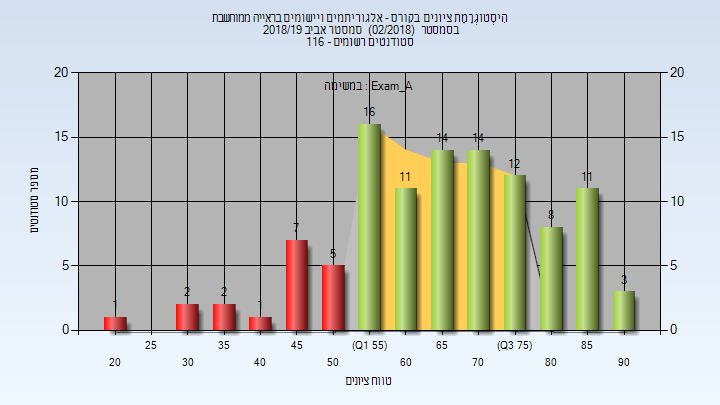 הִיסְטוגְרַמַת ציונים בקורס - אלגוריתמים ויישומים בראייה ממוחשבת
בסמסטר (02/2018) סמסטר אביב 2018/19
סטודנטים רשומים - 116
במשימה : Exam_A
20 20
15 15
10 10
5 5
0 0
מספר סטודנטים
1 2 2 1 7 5 16 11 14 14 12 8 11 3
25 35 45 (Q1 55) 65 (Q3 75) 85
20 30 40 50 60 70 80 90
טווח ציונים